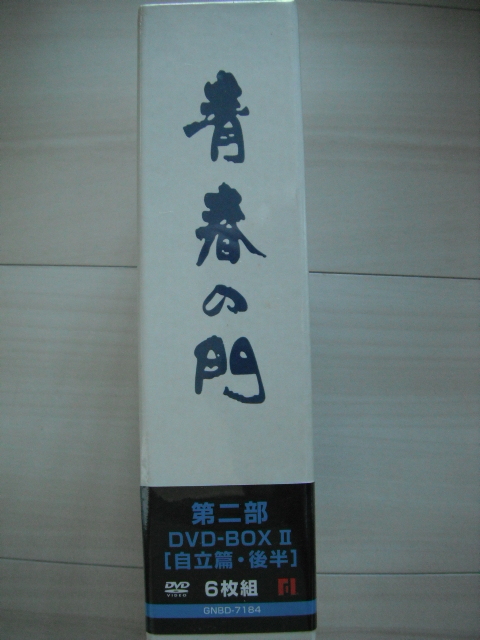 青春の門
第二部
DVD-BOX Ⅱ
[自立篇・後半]
DVD VIDEO 6枚組
GNBD-7164